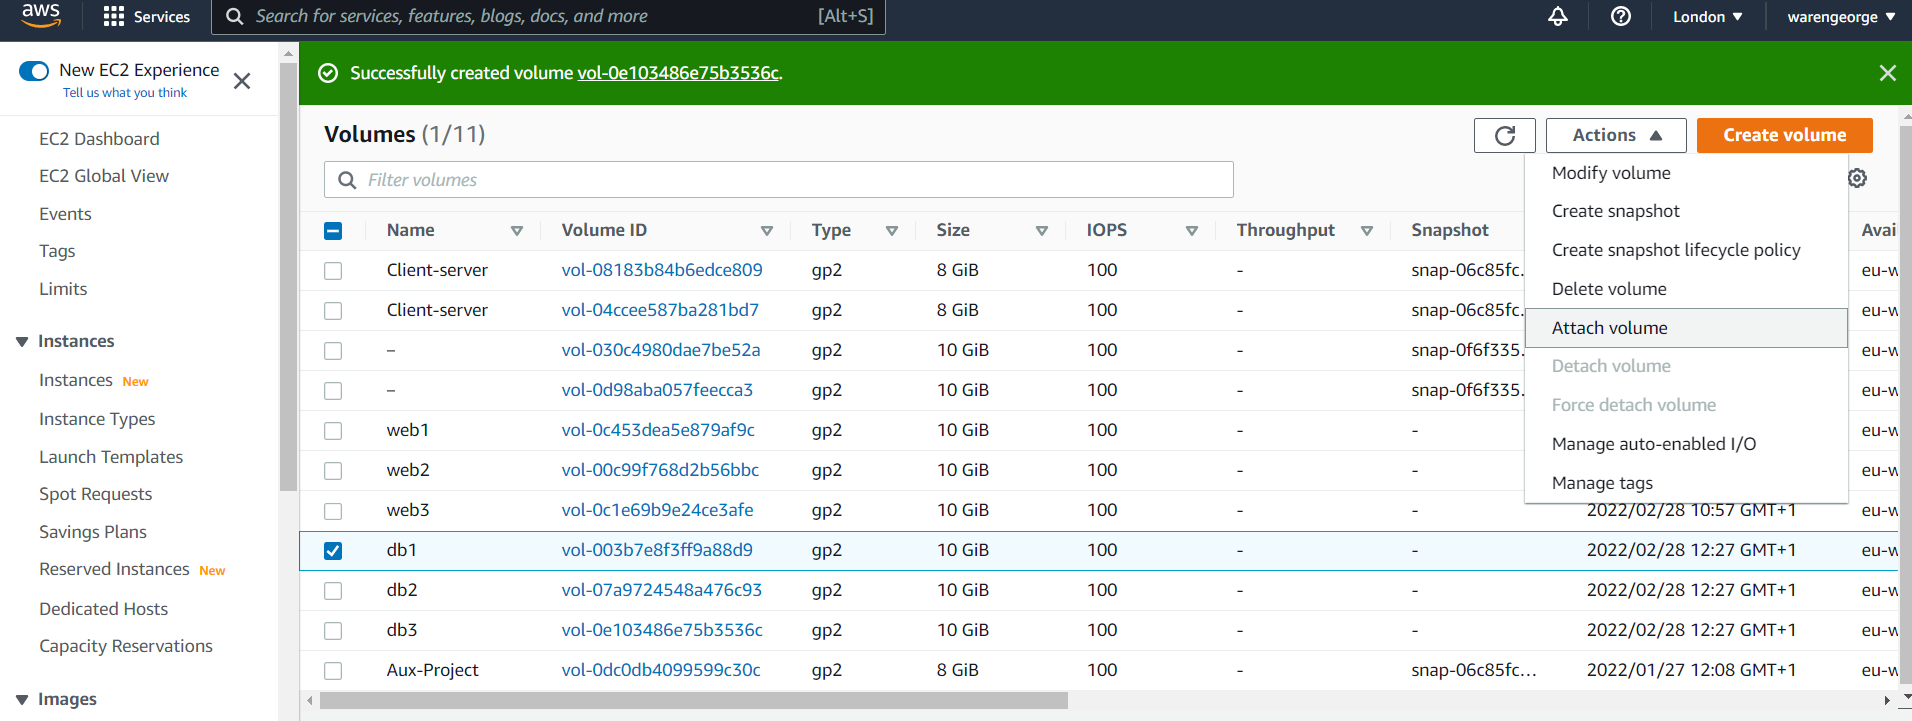 aws Services Search for services, features, blogs, docs, and more [Alt+S] London warengeorge
New EC2 Experience
Tell us what you think
EC2 Dashboard
EC2 Global View
Events
Tags
Limits
Instances
Instances New
Instance Types
Launch Templates
Spot Requests
Savings Plans
Reserved Instances New
Dedicated Hosts
Capacity Reservations
Images
Successfully created volume vol-0e103486e75b3536c.
Volumes (1/11)
Actions
Create volume
Filter volumes
Modify volume
Create snapshot
Create snapshot lifecycle policy
Delete volume
Attach volume
Detach volume
Force detach volume
Manage auto-enabled I/O
Manage tags
Name Volume ID Type Size IOPS Throughput Snapshot Avai
Client-server vol-08183b84b6edce809 gp2 8 GiB 100 - snap-06c85fc… eu-w
Client-server vol-04ccee587ba281bd7 gp2 8 GiB 100 - snap-06c85fc… eu-w
– vol-030c4980dae7be52a gp2 10 GiB 100 - snap-0f6f335… eu-w
– vol-0d98aba057feecca3 gp2 10 GiB 100 - snap-0f6f335… eu-w
web1 vol-0c453dea5e879af9c gp2 10 GiB 100 - - eu-w
web2 vol-00c99f768d2b56bbc gp2 10 GiB 100 - - eu-w
web3 vol-0c1e69b9e24ce3afe gp2 10 GiB 100 - - 2022/02/28 10:57 GMT+1 eu-w
db1 vol-003b7e8f3ff9a88d9 gp2 10 GiB 100 - - 2022/02/28 12:27 GMT+1 eu-w
db2 vol-07a9724548a476c93 gp2 10 GiB 100 - - 2022/02/28 12:27 GMT+1 eu-w
db3 vol-0e103486e75b3536c gp2 10 GiB 100 - - 2022/02/28 12:27 GMT+1 eu-w
Aux-Project vol-0dc0db4099599c30c gp2 8 GiB 100 - snap-06c85fc… 2022/01/27 12:08 GMT+1 eu-w